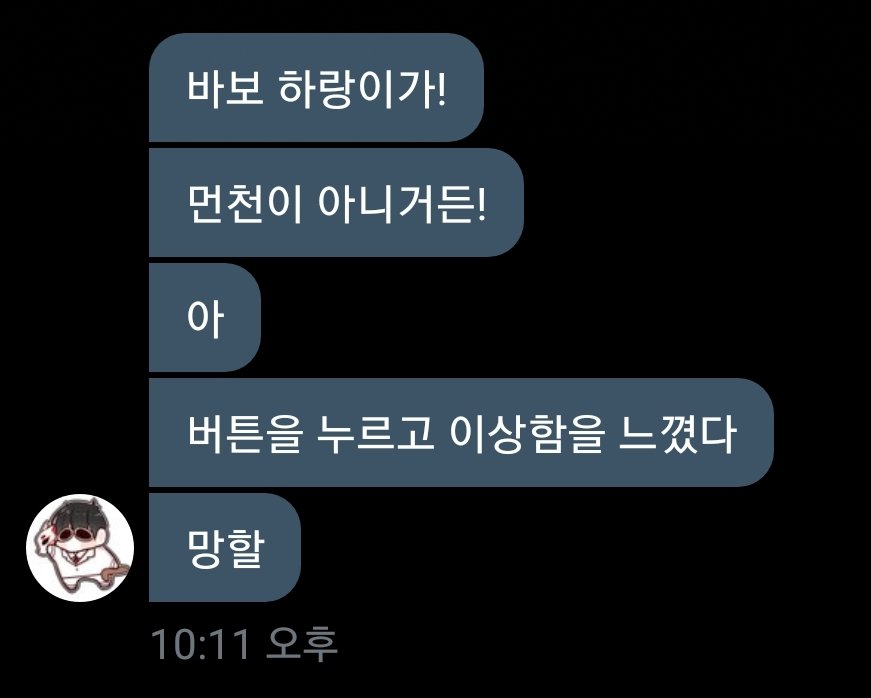 바보 하랑이가!
먼천이 아니거든!
아
버튼을 누르고 이상함을 느꼈다
망할
10:11 오후